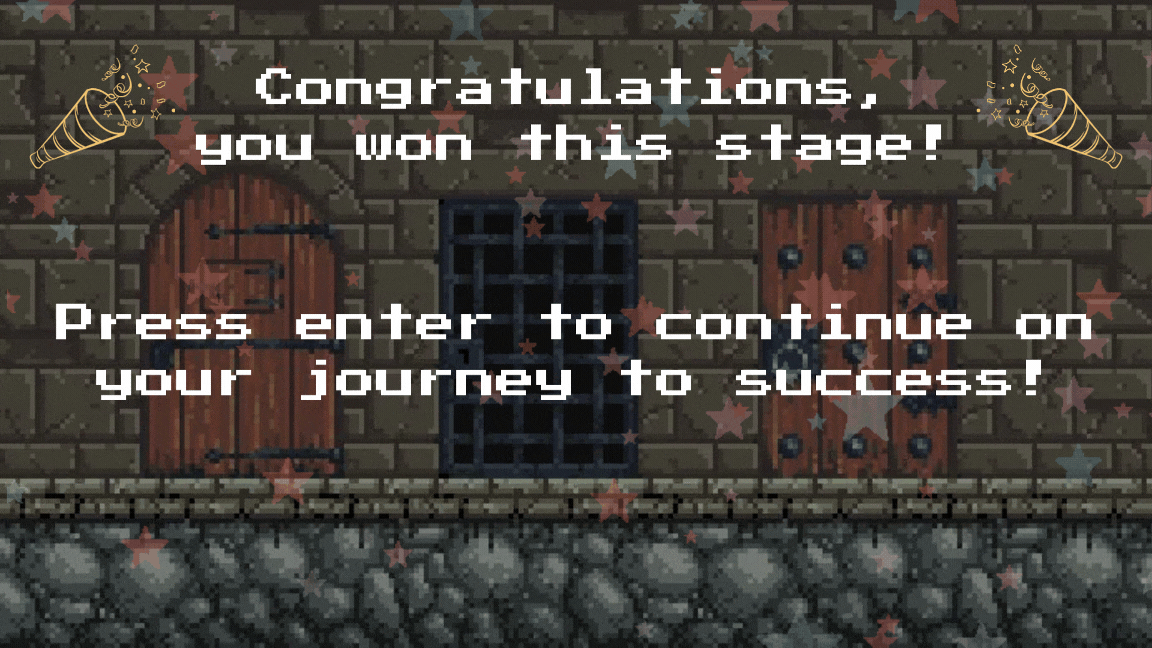 Congratulations,
you won this stage!
Press enter to continue on
your journey to success!